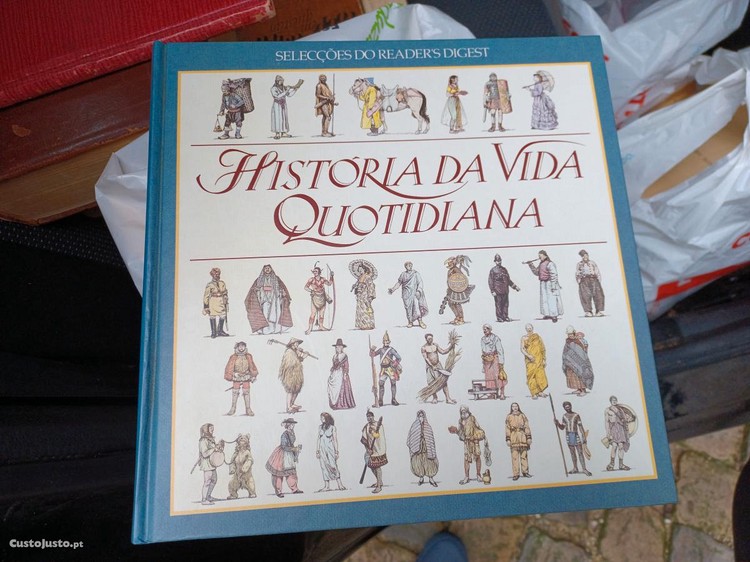 SELECÇÕES DO READER'S DIGEST
HISTÓRIA DA VIDA
QUOTIDIANA
CustoJusto.pt